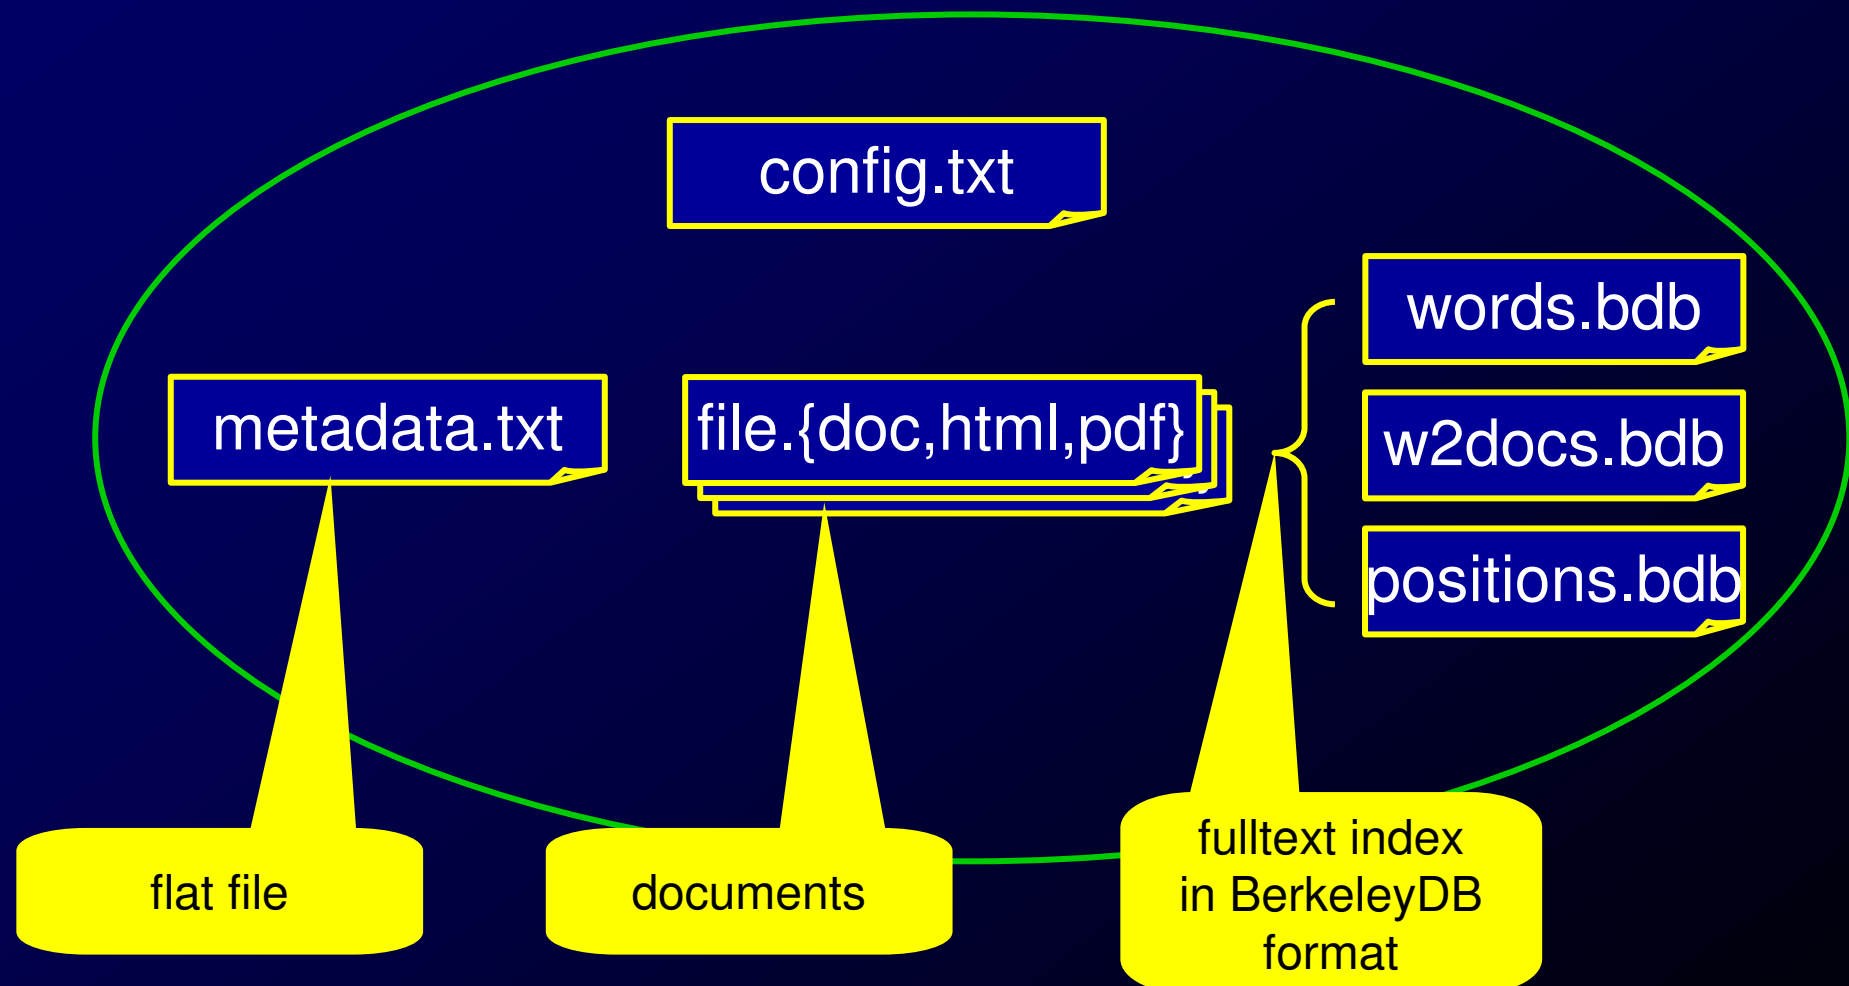 config.txt
words.bdb
metadata.txt
file.{doc,html,pdf}
w2docs.bdb
positions.bdb
flat file
documents
fulltext index
in BerkeleyDB
format